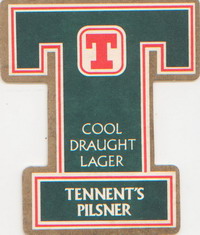 T
COOL
DRAUGHT
LAGER
TENNENT'S
PILSNER